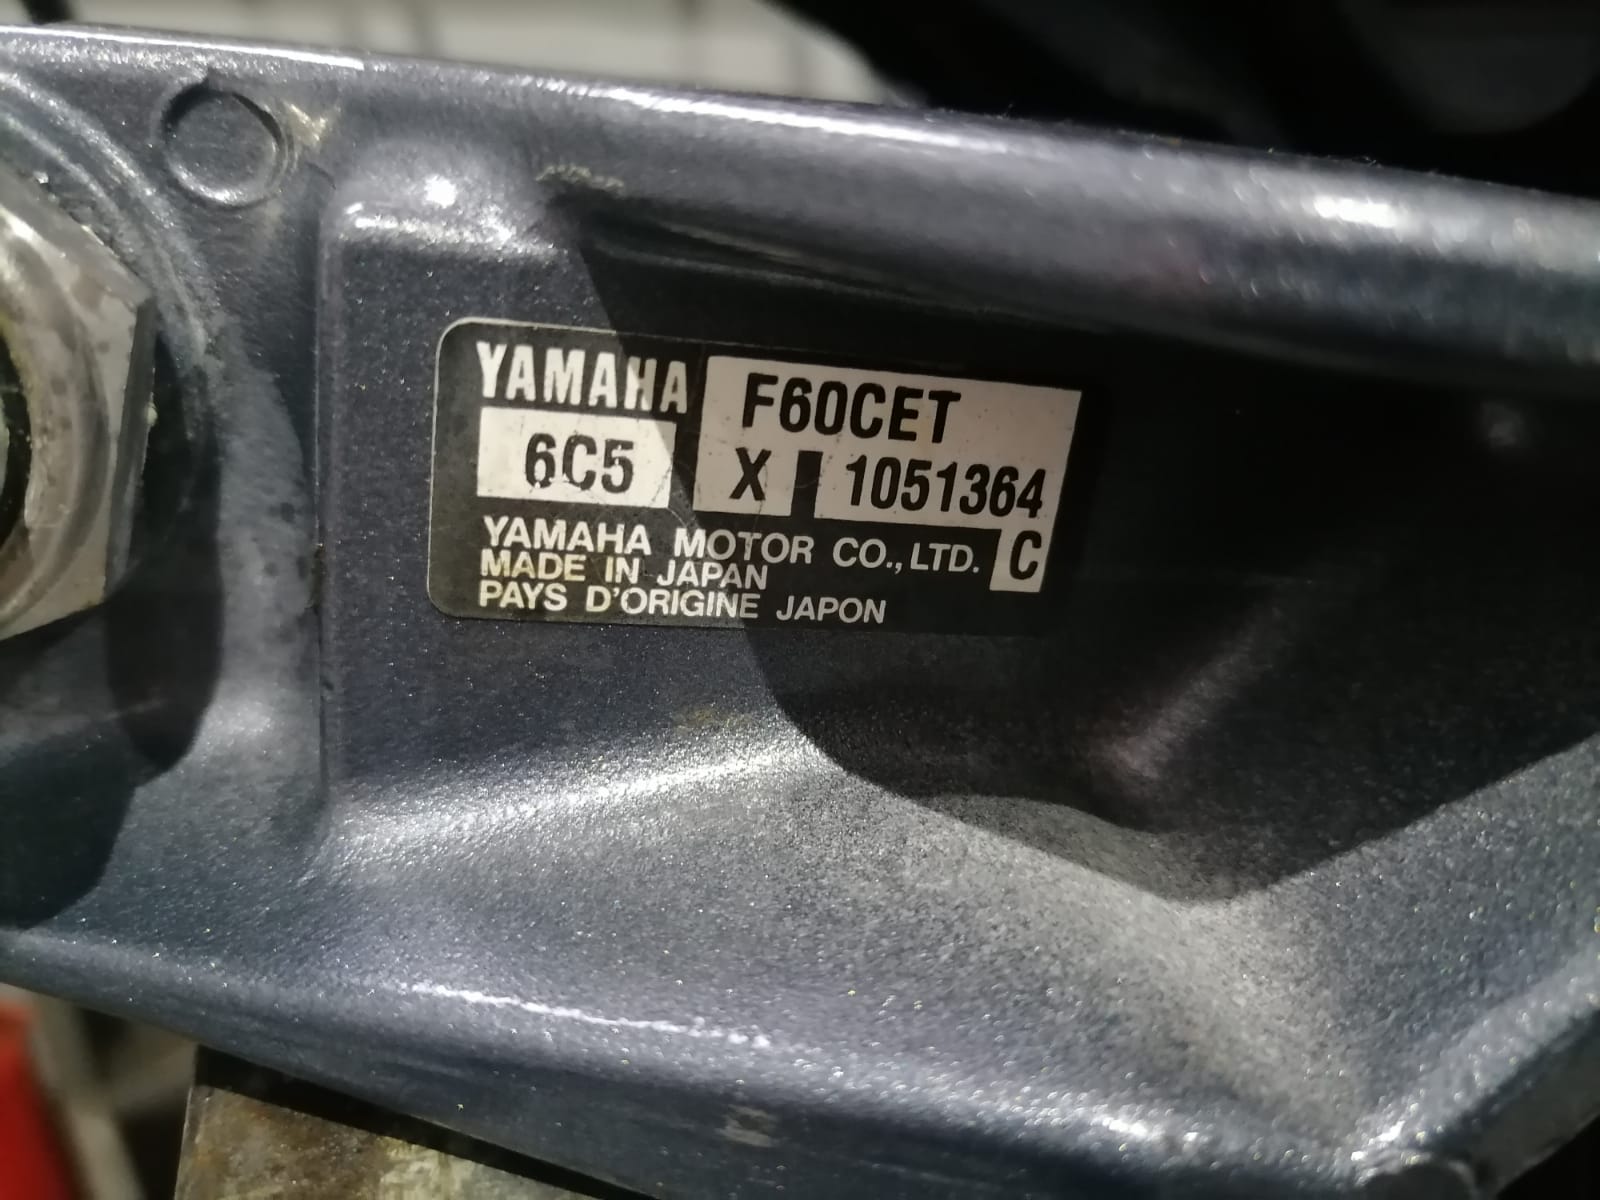 YAMAHA F60CET
6C5 X 1051364
YAMAHA MOTOR CO., LTD. C
MADE IN JAPAN
PAYS D'ORIGINE JAPON